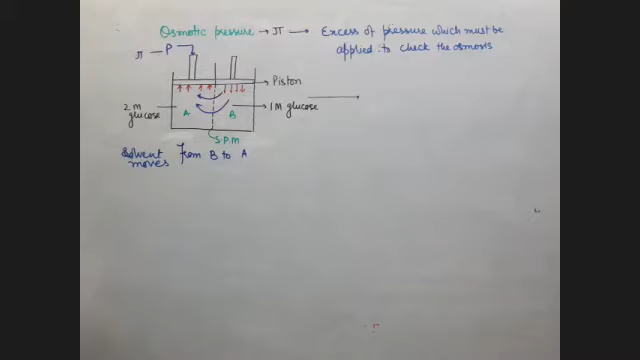 Osmotic pressure → π → Excess of pressure which must be
applied to check the osmosis
π — P
Piston
2 M
glucose
A
B
1M glucose
S.P.M
Solvent moves from B to A